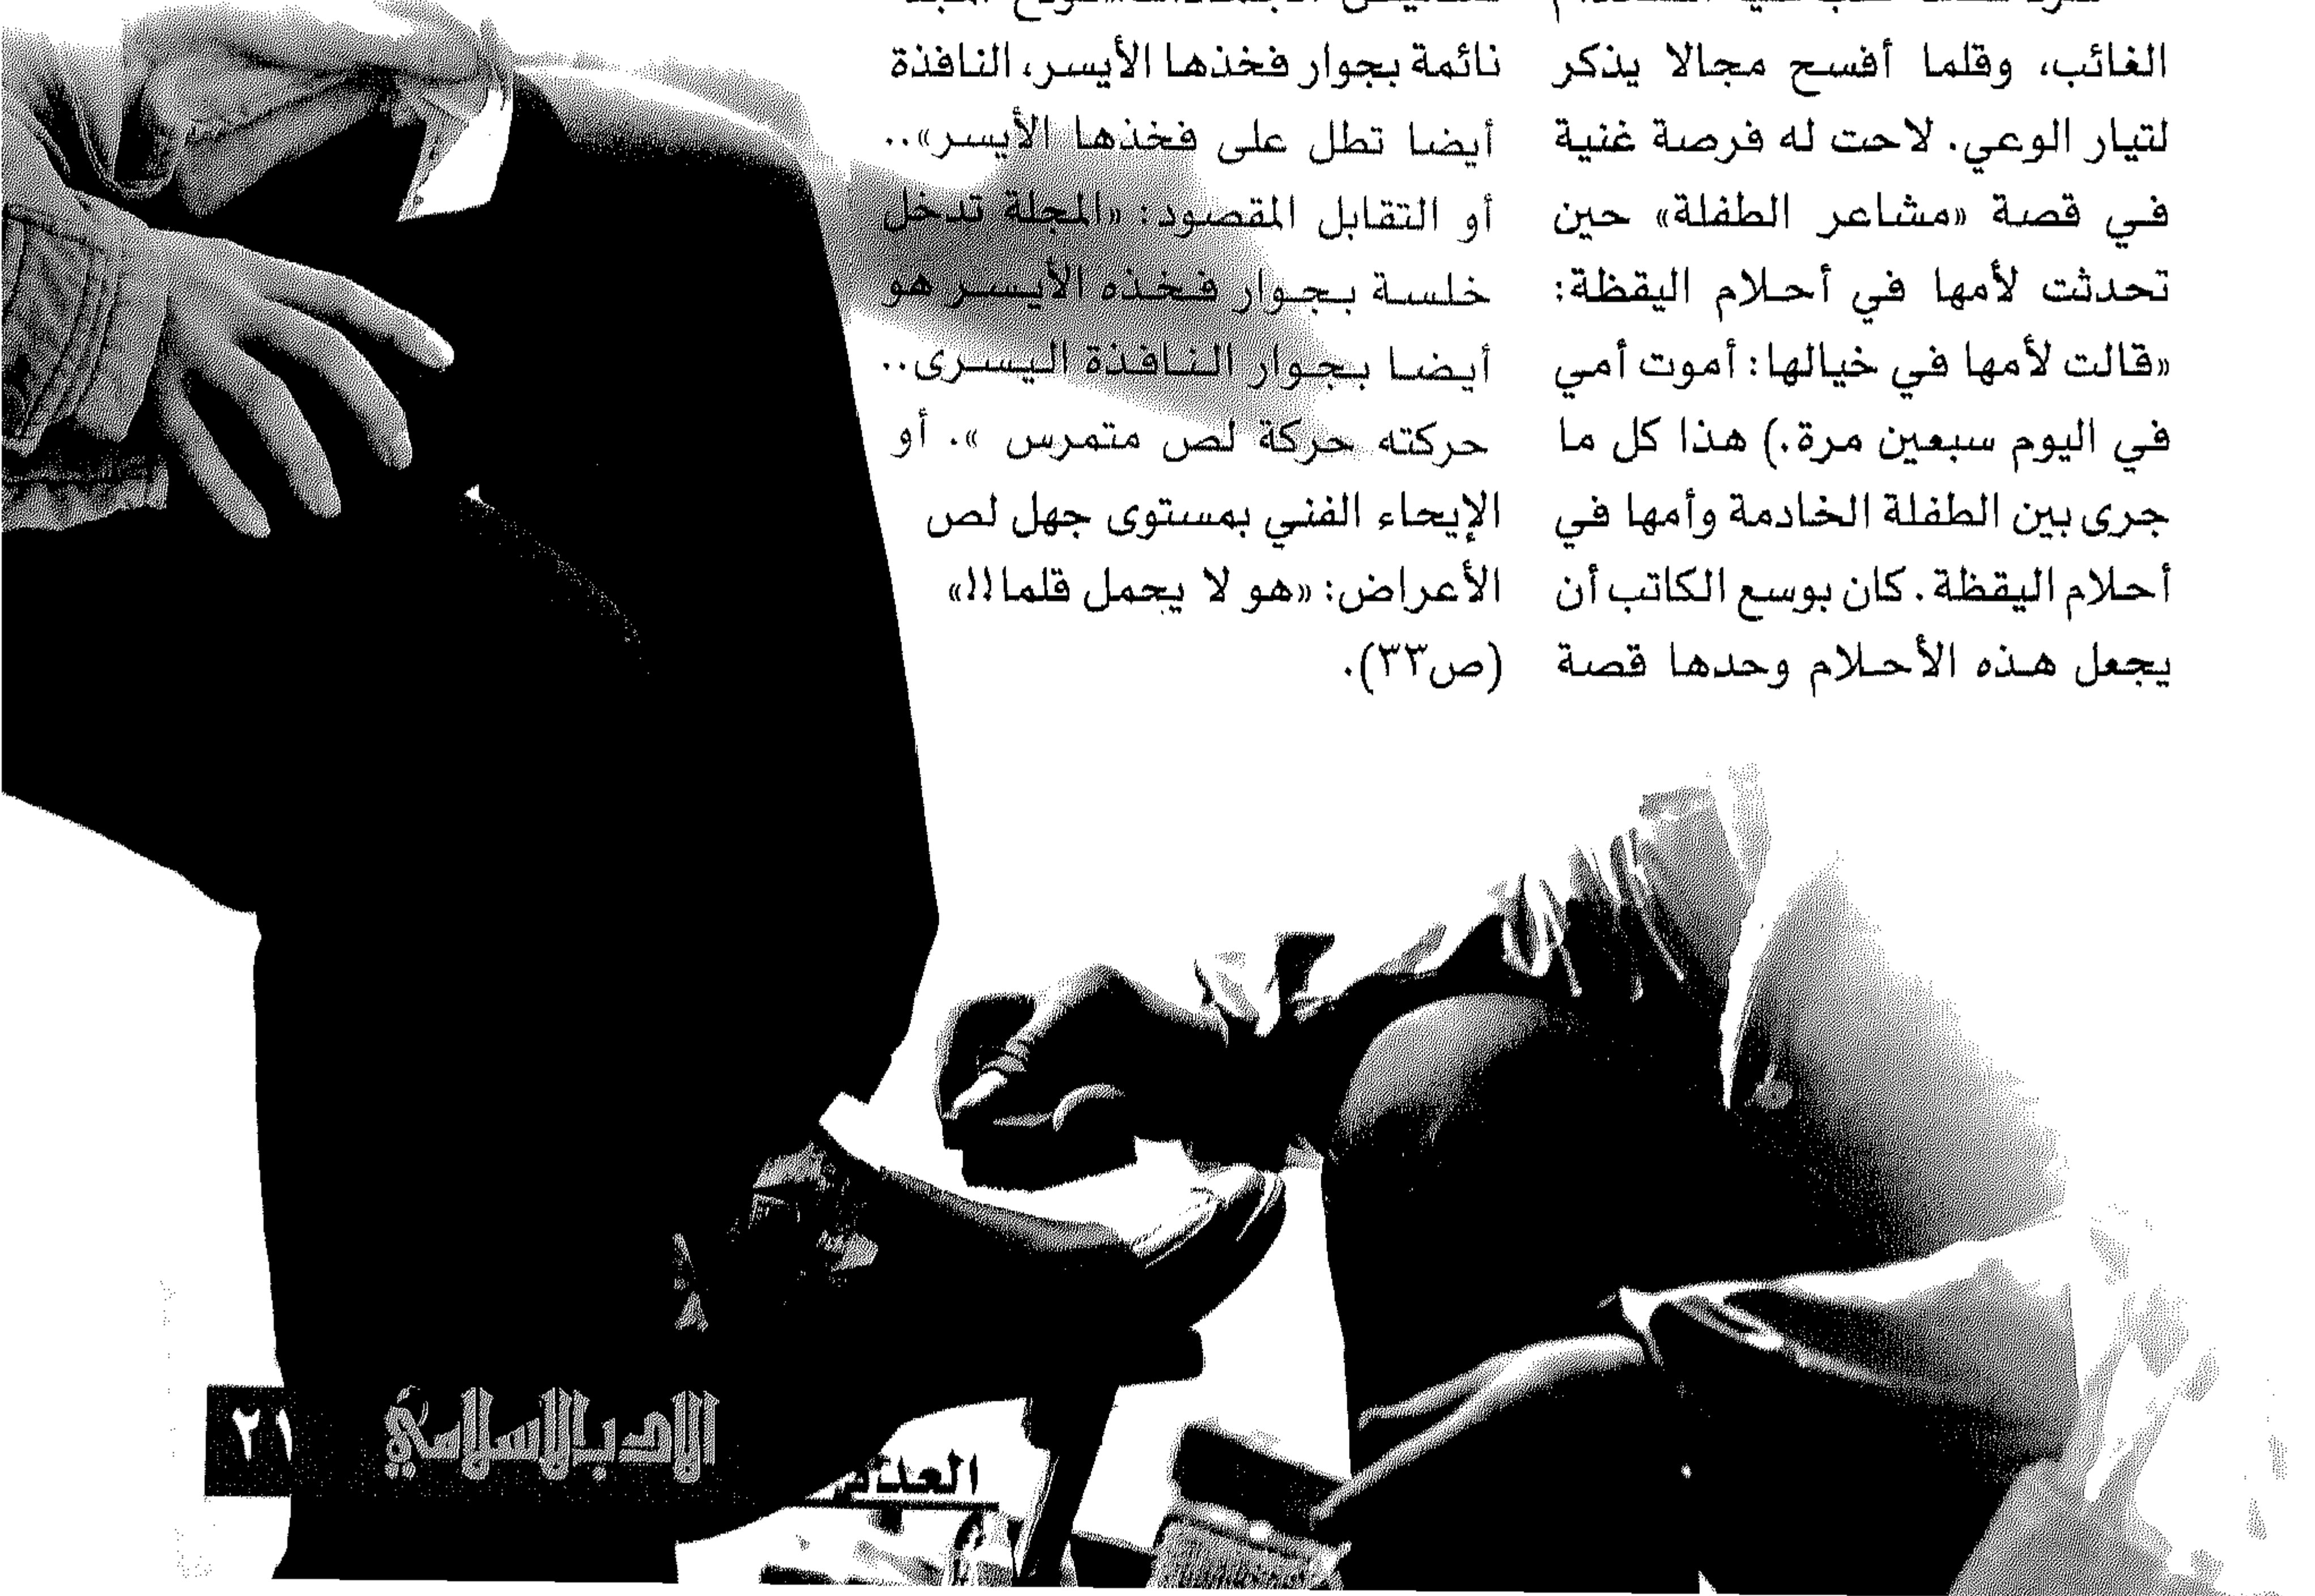 الغائب، وقلما أفسح مجالا يذكر
لتيار الوعي. لاحت له فرصة غنية
في قصة «مشاعر الطفلة» حين
تحدثت لأمها في أحلام اليقظة:
«قالت لأمها في خيالها: أموت أمي
في اليوم سبعين مرة.) هذا كل ما
جرى بين الطفلة الخادمة وأمها في
أحلام اليقظة. كان بوسع الكاتب أن
يجعل هذه الأحلام وحدها قصة
نائمة بجوار فخذها الأيسر، النافذة
أيضا تطل على فخذها الأيسر»..
أو التقابل المقصود: «المجلة تدخل
خلسة بجوار فخذه الأيسر هو
أيضا بجوار النافذة اليسرى..
حركته حركة لص متمرس ». أو
الإيحاء الفني بمستوى جهل لص
الأعراض: «هو لا يحمل قلما!!»
(ص٣٣).
الأدب الإسلامي
٢١